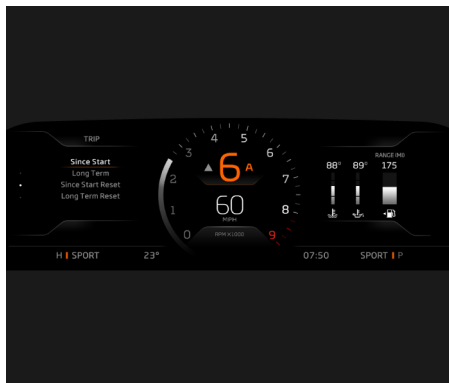 TRIP
Since Start
Long Term
Since Start Reset
Long Term Reset
H SPORT
23°
0
1
2
3
4
5
6
7
8
9
6 A
60
MPH
RPM X1000
RANGE (MI)
88° 89° 175
07:50
SPORT P